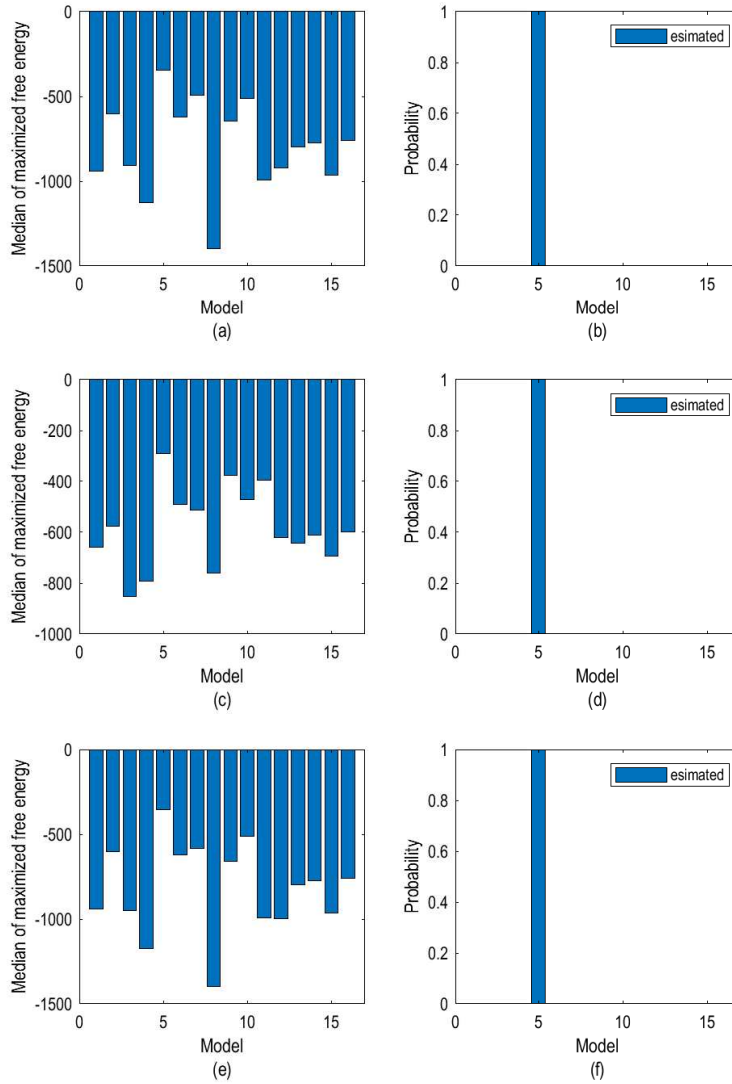 0
-500
-1000
-1500
Median of maximized free energy
0 5 10 15
Model
(a)
1
0.8
0.6
0.4
0.2
0
Probability
esimated
0 5 10 15
Model
(b)
0
-200
-400
-600
-800
-1000
Median of maximized free energy
0 5 10 15
Model
(c)
1
0.8
0.6
0.4
0.2
0
Probability
esimated
0 5 10 15
Model
(d)
0
-500
-1000
-1500
Median of maximized free energy
0 5 10 15
Model
(e)
1
0.8
0.6
0.4
0.2
0
Probability
esimated
0 5 10 15
Model
(f)